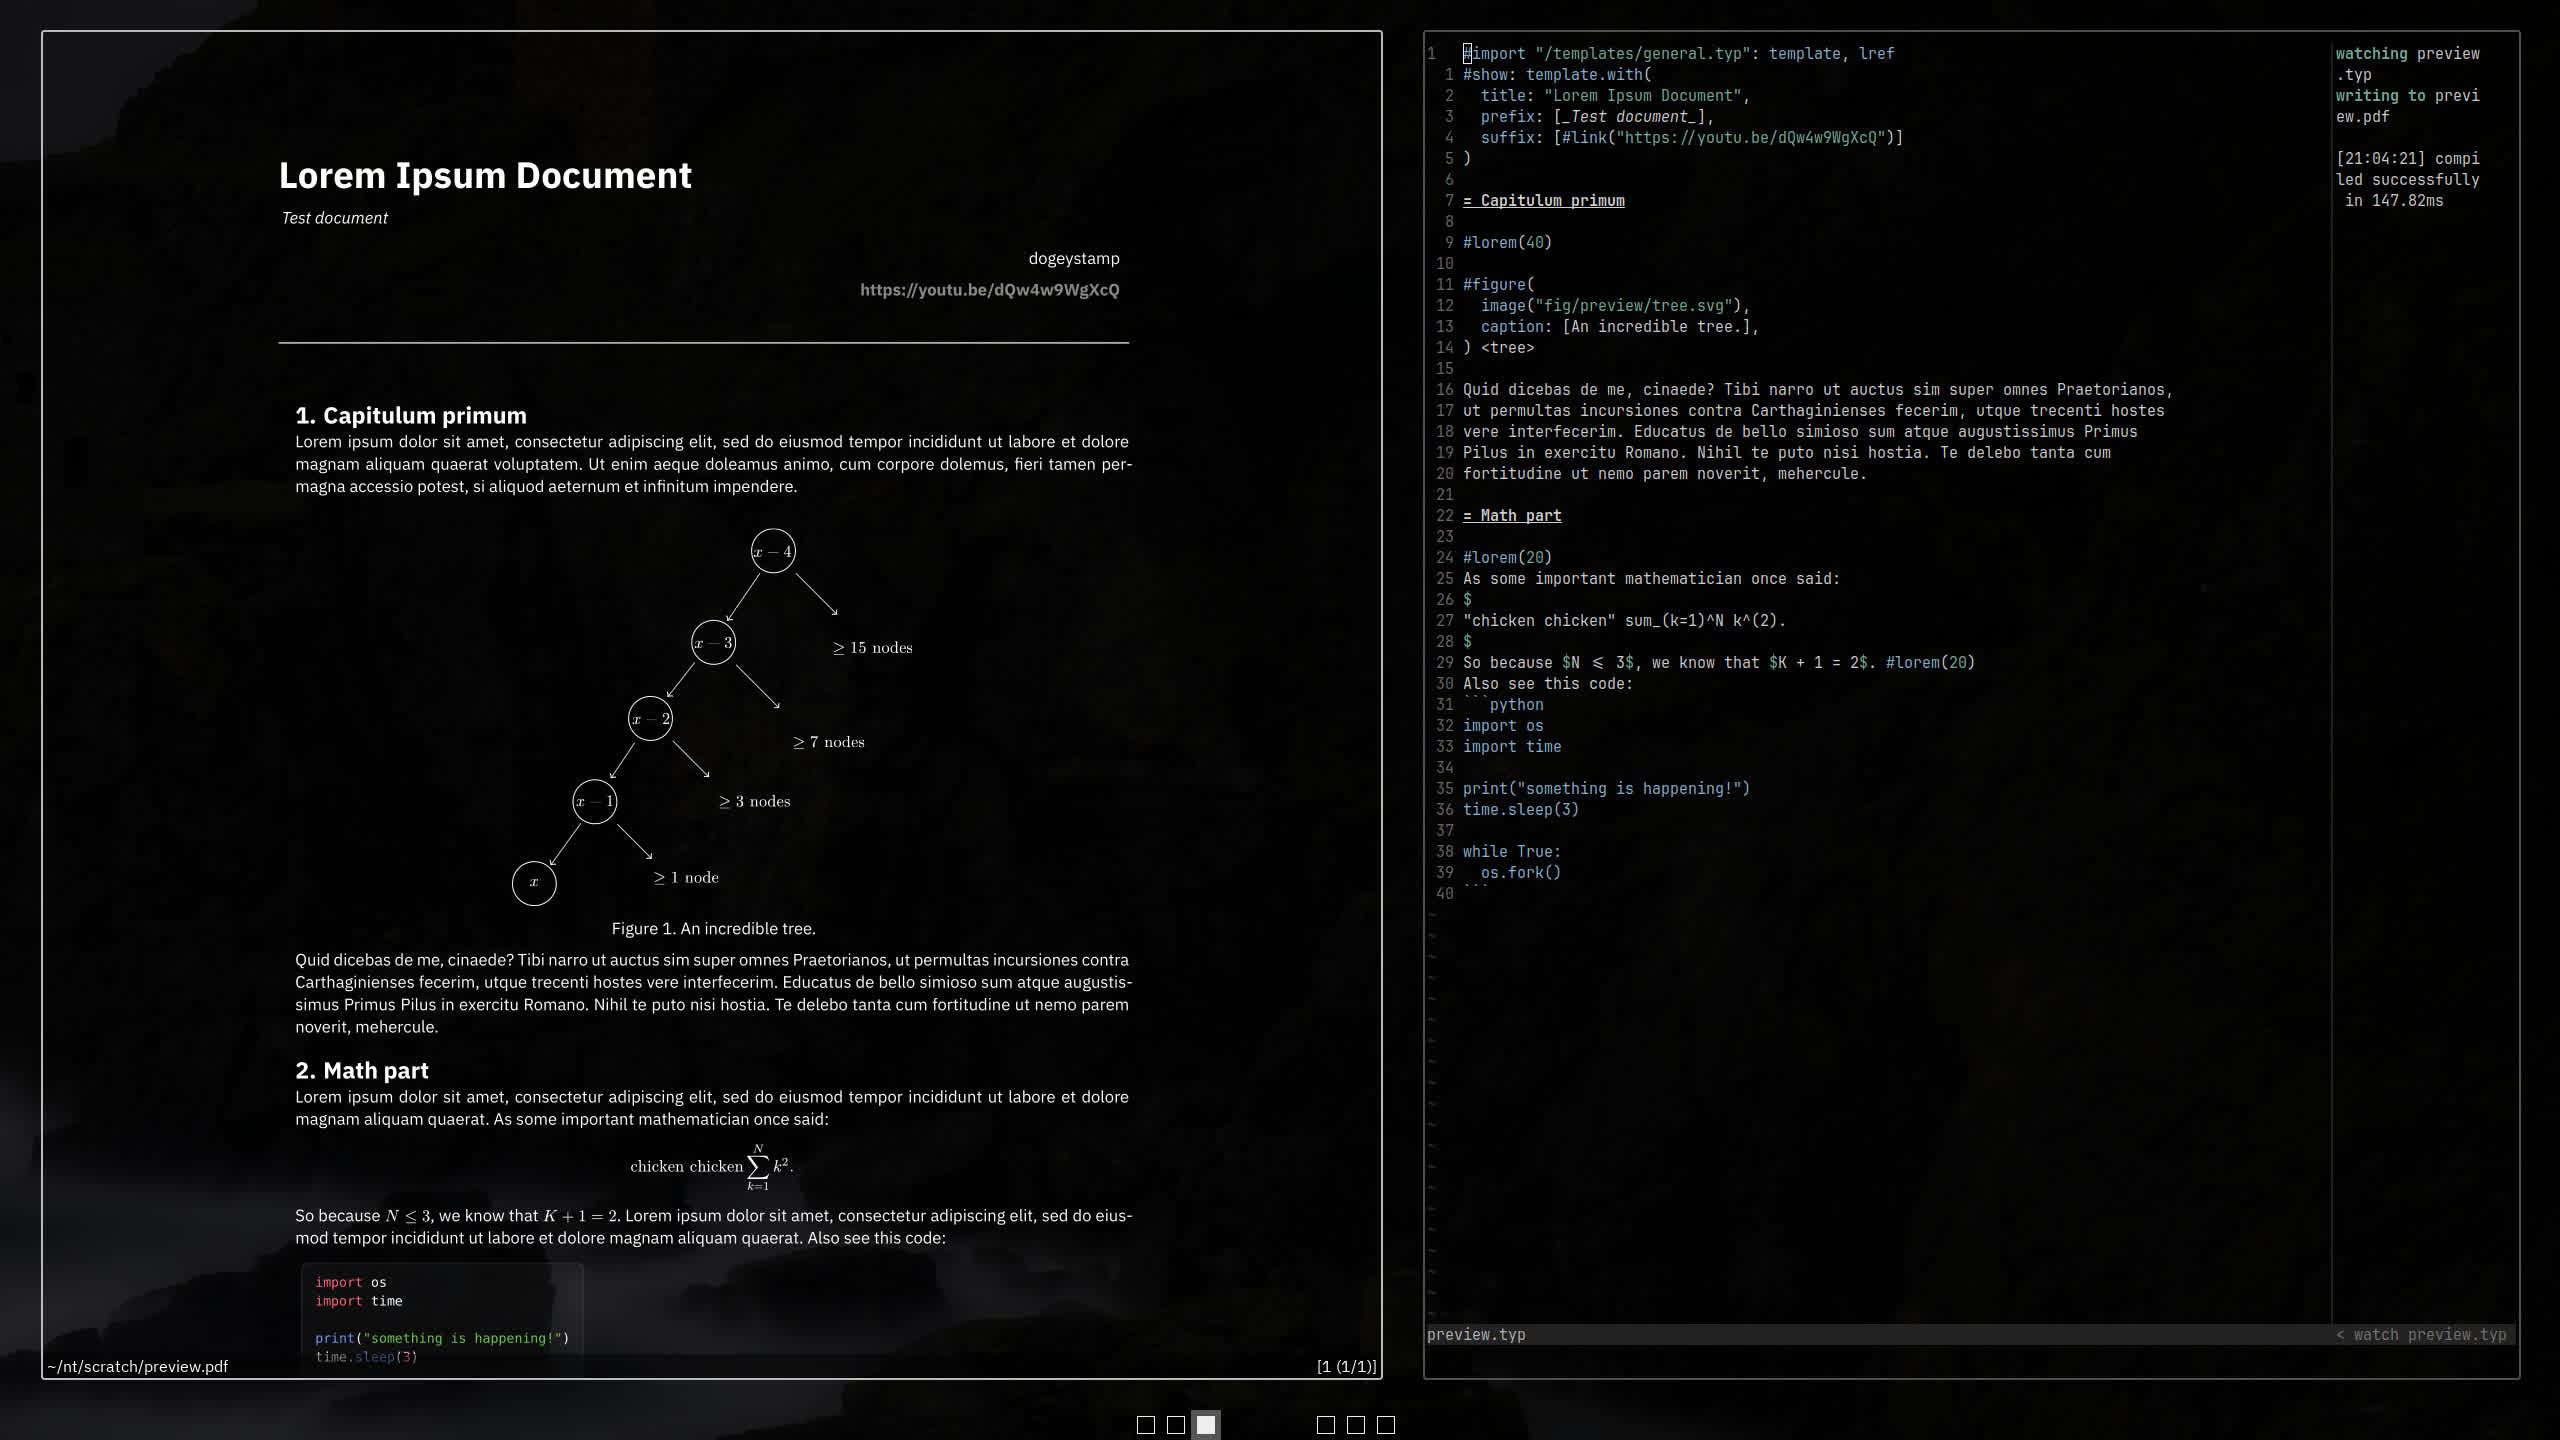 Lorem Ipsum Document
Test document
dogeystamp
https://youtu.be/dQw4w9WgXcQ
1. Capitulum primum
Lorem ipsum dolor sit amet, consectetur adipiscing elit, sed do eiusmod tempor incididunt ut labore et dolore
magnam aliquam quaerat voluptatem. Ut enim aeque doleamus animo, cum corpore dolemus, fieri tamen per-
magna accessio potest, si aliquod aeternum et infinitum impendere.
x − 4
x − 3
≥ 15 nodes
x − 2
≥ 7 nodes
x − 1
≥ 3 nodes
x
≥ 1 node
Figure 1. An incredible tree.
Quid dicebas de me, cinaede? Tibi narro ut auctus sim super omnes Praetorianos, ut permultas incursiones contra
Carthaginienses fecerim, utque trecenti hostes vere interfecerim. Educatus de bello simioso sum atque augustis-
simus Primus Pilus in exercitu Romano. Nihil te puto nisi hostia. Te delebo tanta cum fortitudine ut nemo parem
noverit, mehercule.
2. Math part
Lorem ipsum dolor sit amet, consectetur adipiscing elit, sed do eiusmod tempor incididunt ut labore et dolore
magnam aliquam quaerat. As some important mathematician once said:
chicken chicken ∑ k=1 N k².
So because N ≤ 3, we know that K + 1 = 2. Lorem ipsum dolor sit amet, consectetur adipiscing elit, sed do eius-
mod tempor incididunt ut labore et dolore magnam aliquam quaerat. Also see this code:
import os
import time
print("something is happening!")
time.sleep(3)
~/nt/scratch/preview.pdf
[1 (1/1)]
1 #import "/templates/general.typ": template, lref
1 #show: template.with(
2 title: "Lorem Ipsum Document",
3 prefix: [_Test document_],
4 suffix: [#link("https://youtu.be/dQw4w9WgXcQ")]
5 )
6
7 = Capitulum primum
8
9 #lorem(40)
10
11 #figure(
12 image("fig/preview/tree.svg"),
13 caption: [An incredible tree.],
14 ) <tree>
15
16 Quid dicebas de me, cinaede? Tibi narro ut auctus sim super omnes Praetorianos,
17 ut permultas incursiones contra Carthaginienses fecerim, utque trecenti hostes
18 vere interfecerim. Educatus de bello simioso sum atque augustissimus Primus
19 Pilus in exercitu Romano. Nihil te puto nisi hostia. Te delebo tanta cum
20 fortitudine ut nemo parem noverit, mehercule.
21
22 = Math part
23
24 #lorem(20)
25 As some important mathematician once said:
26 $
27 "chicken chicken" sum_(k=1)^N k^(2).
28 $
29 So because $N ≤ 3$, we know that $K + 1 = 2$. #lorem(20)
30 Also see this code:
31 ```python
32 import os
33 import time
34
35 print("something is happening!")
36 time.sleep(3)
37
38 while True:
39 os.fork()
40 ```
preview.typ
watching preview
.typ
writing to previ
ew.pdf
[21:04:21] compi
led successfully
in 147.82ms
< watch preview.typ